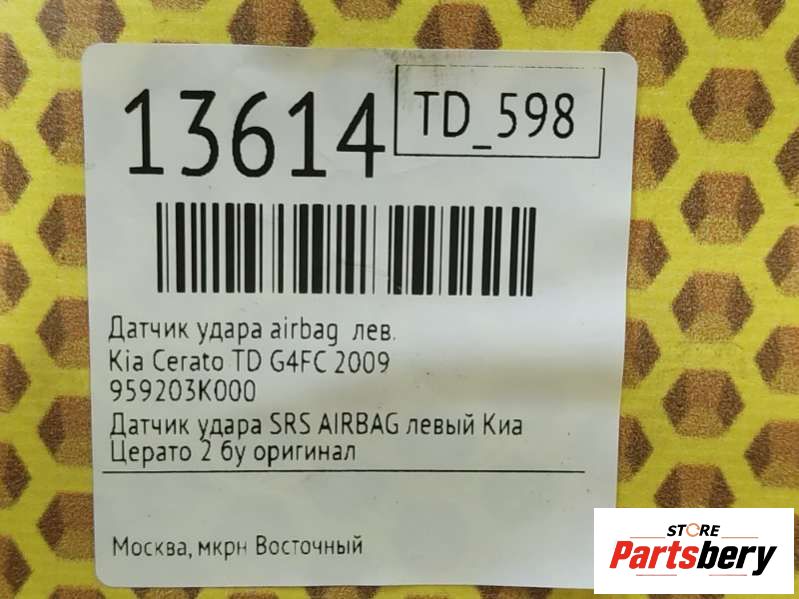 13614
TD_598
Датчик удара airbag лев.
Kia Cerato TD G4FC 2009
959203K000
Датчик удара SRS AIRBAG левый Киа
Церато 2 бу оригинал
Москва, мкрн Восточный
STORE
Partsbery